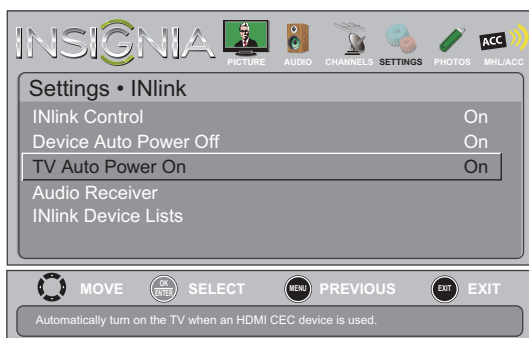 INSIGNIA
PICTURE AUDIO CHANNELS SETTINGS PHOTOS MHL/ACC
ACC
Settings • INlink
INlink Control On
Device Auto Power Off On
TV Auto Power On On
Audio Receiver
INlink Device Lists
MOVE OK ENTER SELECT MENU PREVIOUS EXIT EXIT
Automatically turn on the TV when an HDMI CEC device is used.